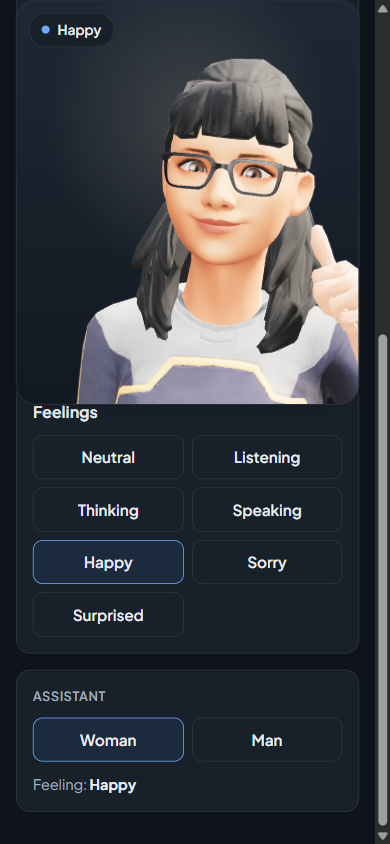 Happy
Feelings
Neutral
Listening
Thinking
Speaking
Happy
Sorry
Surprised
ASSISTANT
Woman
Man
Feeling: Happy